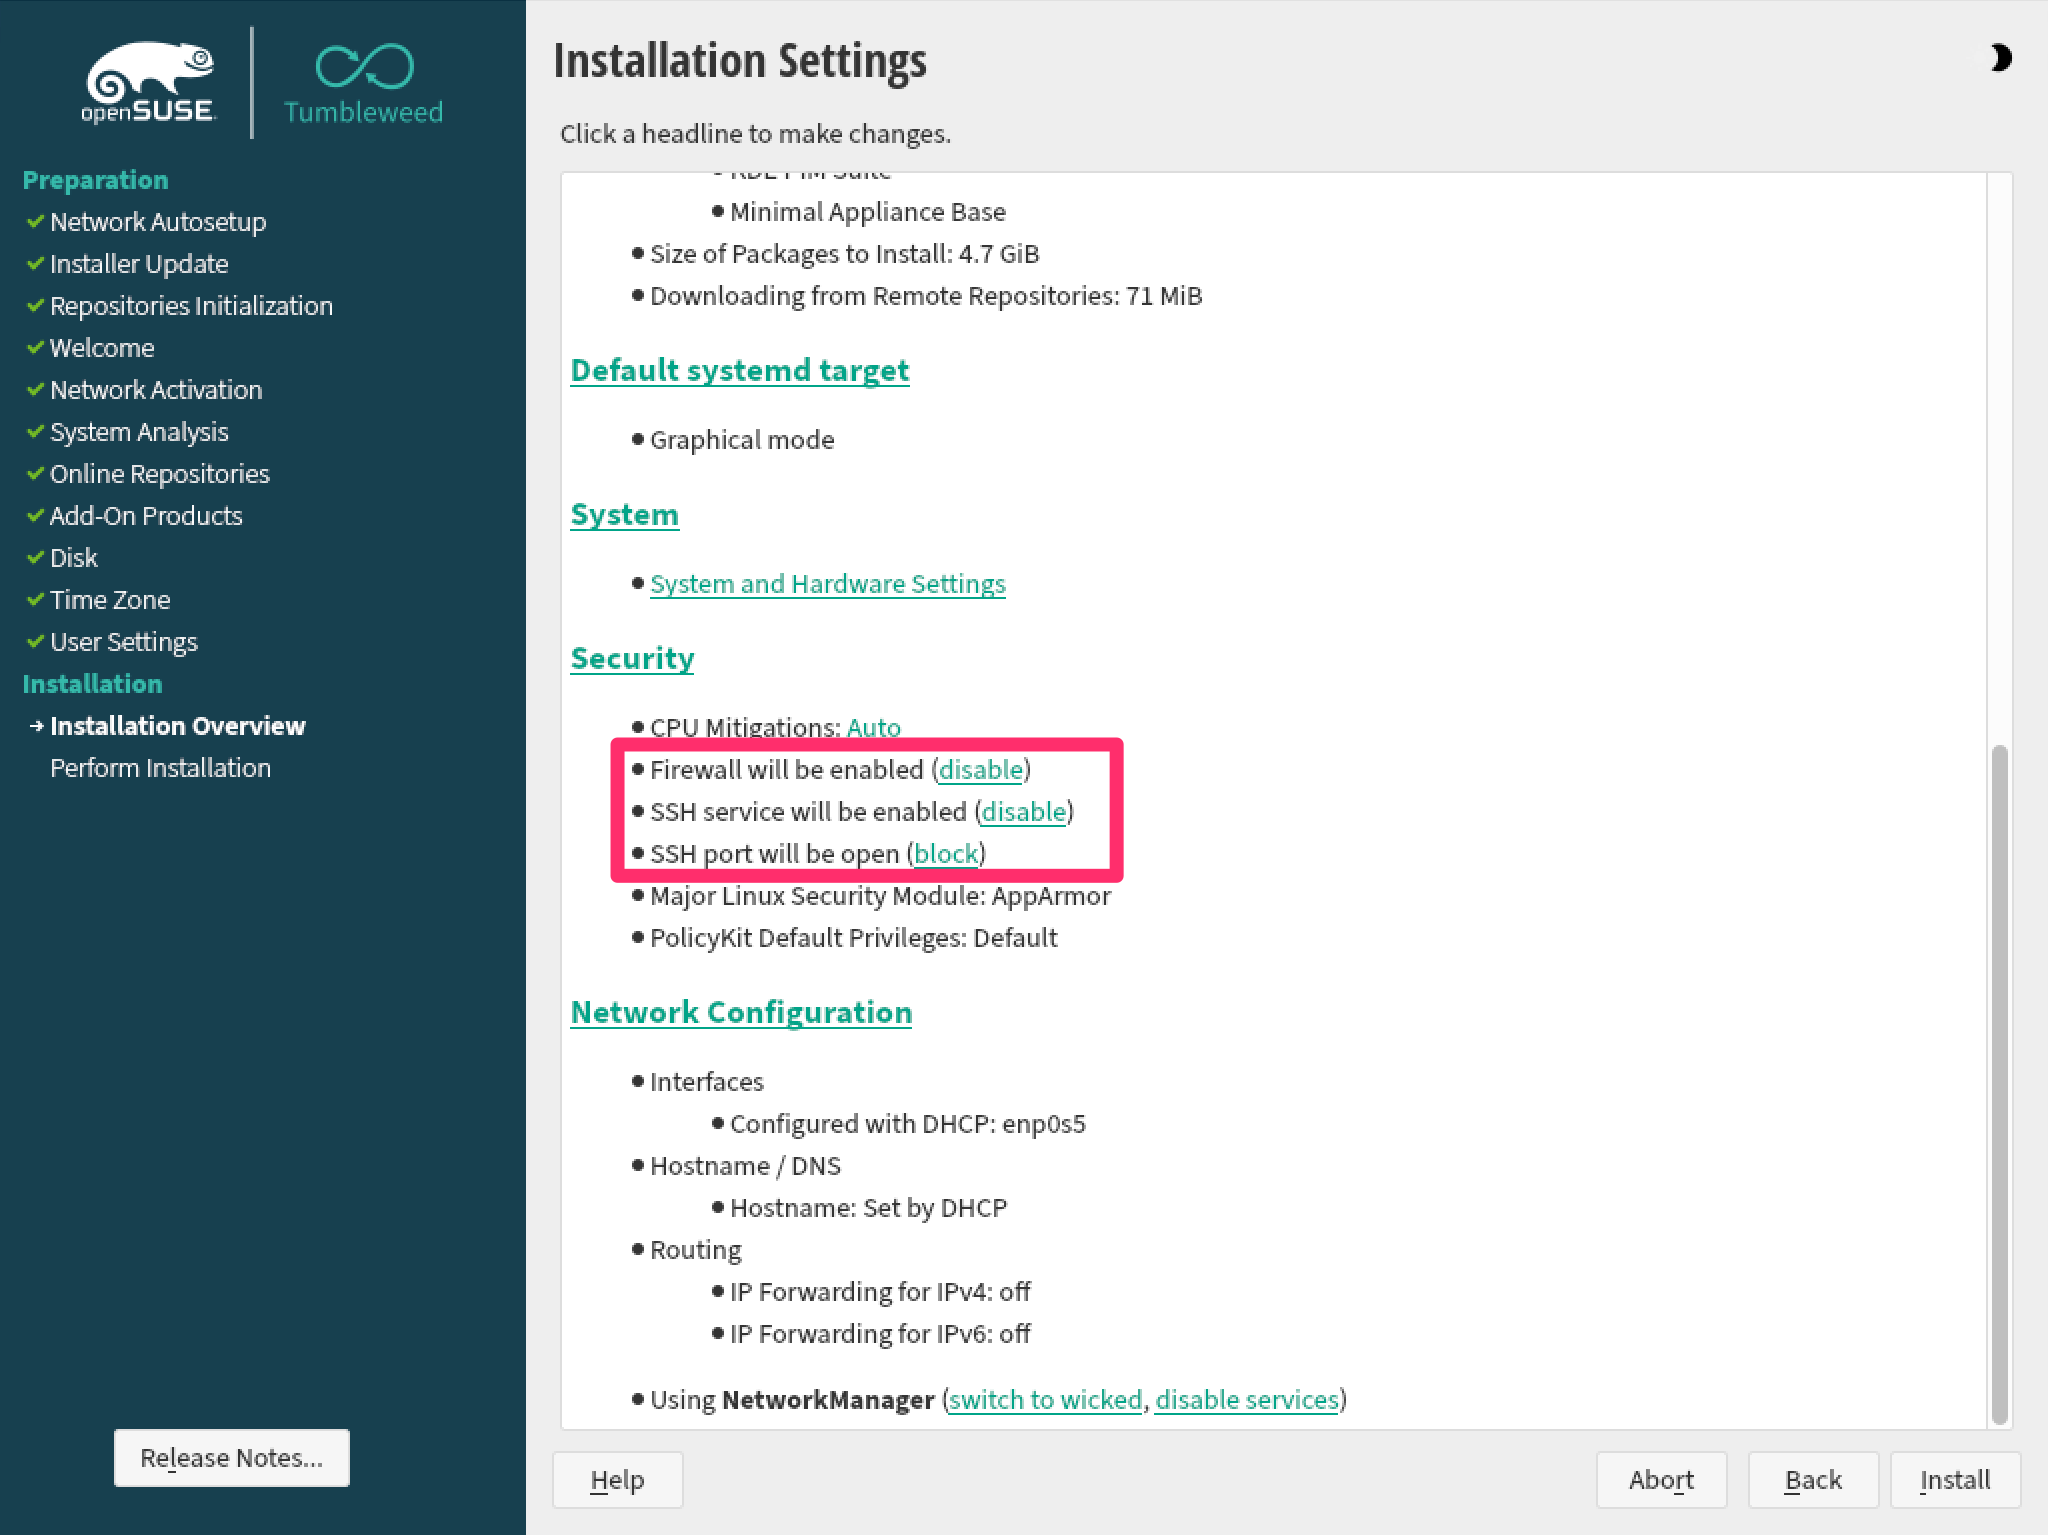 openSUSE
Tumbleweed
Preparation
Network Autosetup
Installer Update
Repositories Initialization
Welcome
Network Activation
System Analysis
Online Repositories
Add-On Products
Disk
Time Zone
User Settings
Installation
Installation Overview
Perform Installation
Release Notes...
Installation Settings
Click a headline to make changes.
KDE PIM Suite
Minimal Appliance Base
Size of Packages to Install: 4.7 GiB
Downloading from Remote Repositories: 71 MiB
Default systemd target
Graphical mode
System
System and Hardware Settings
Security
CPU Mitigations: Auto
Firewall will be enabled (disable)
SSH service will be enabled (disable)
SSH port will be open (block)
Major Linux Security Module: AppArmor
PolicyKit Default Privileges: Default
Network Configuration
Interfaces
Configured with DHCP: enp0s5
Hostname / DNS
Hostname: Set by DHCP
Routing
IP Forwarding for IPv4: off
IP Forwarding for IPv6: off
Using NetworkManager (switch to wicked, disable services)
Help
Abort
Back
Install